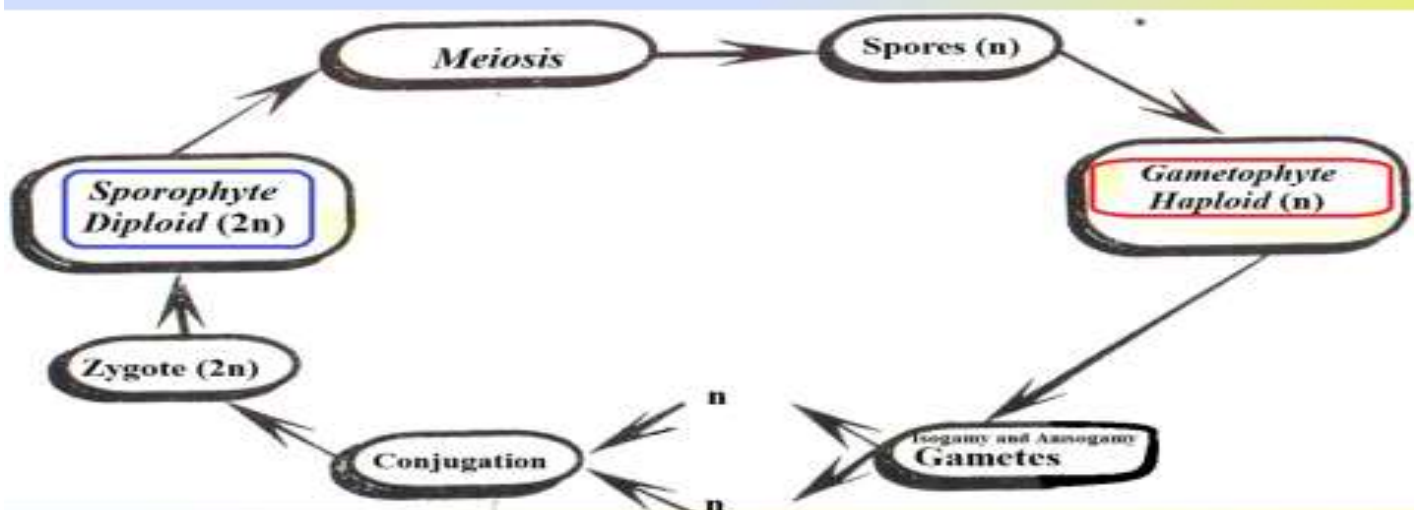 Meiosis
Spores (n)
Sporophyte
Diploid (2n)
Gametophyte
Haploid (n)
Zygote (2n)
n
Isogamy and Anisogamy
Gametes
Conjugation
n